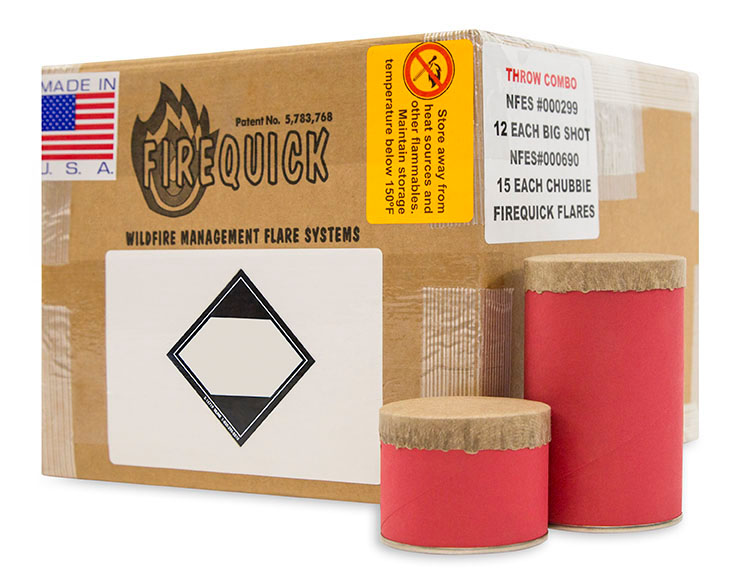 MADE IN
U. S. A.
Patent No. 5,783,768
FIREQUICK
WILDFIRE MANAGEMENT FLARE SYSTEMS
Store away from
heat sources and
other flammables.
Maintain storage
temperature below 150°F
THROW COMBO
NFES #000299
12 EACH BIG SHOT
NFES#000690
15 EACH CHUBBIE
FIREQUICK FLARES